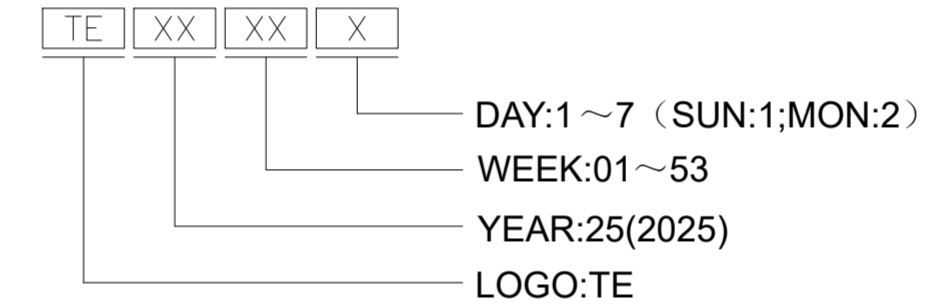 TE XX XX X
DAY:1～7（SUN:1;MON:2）
WEEK:01～53
YEAR:25(2025)
LOGO:TE